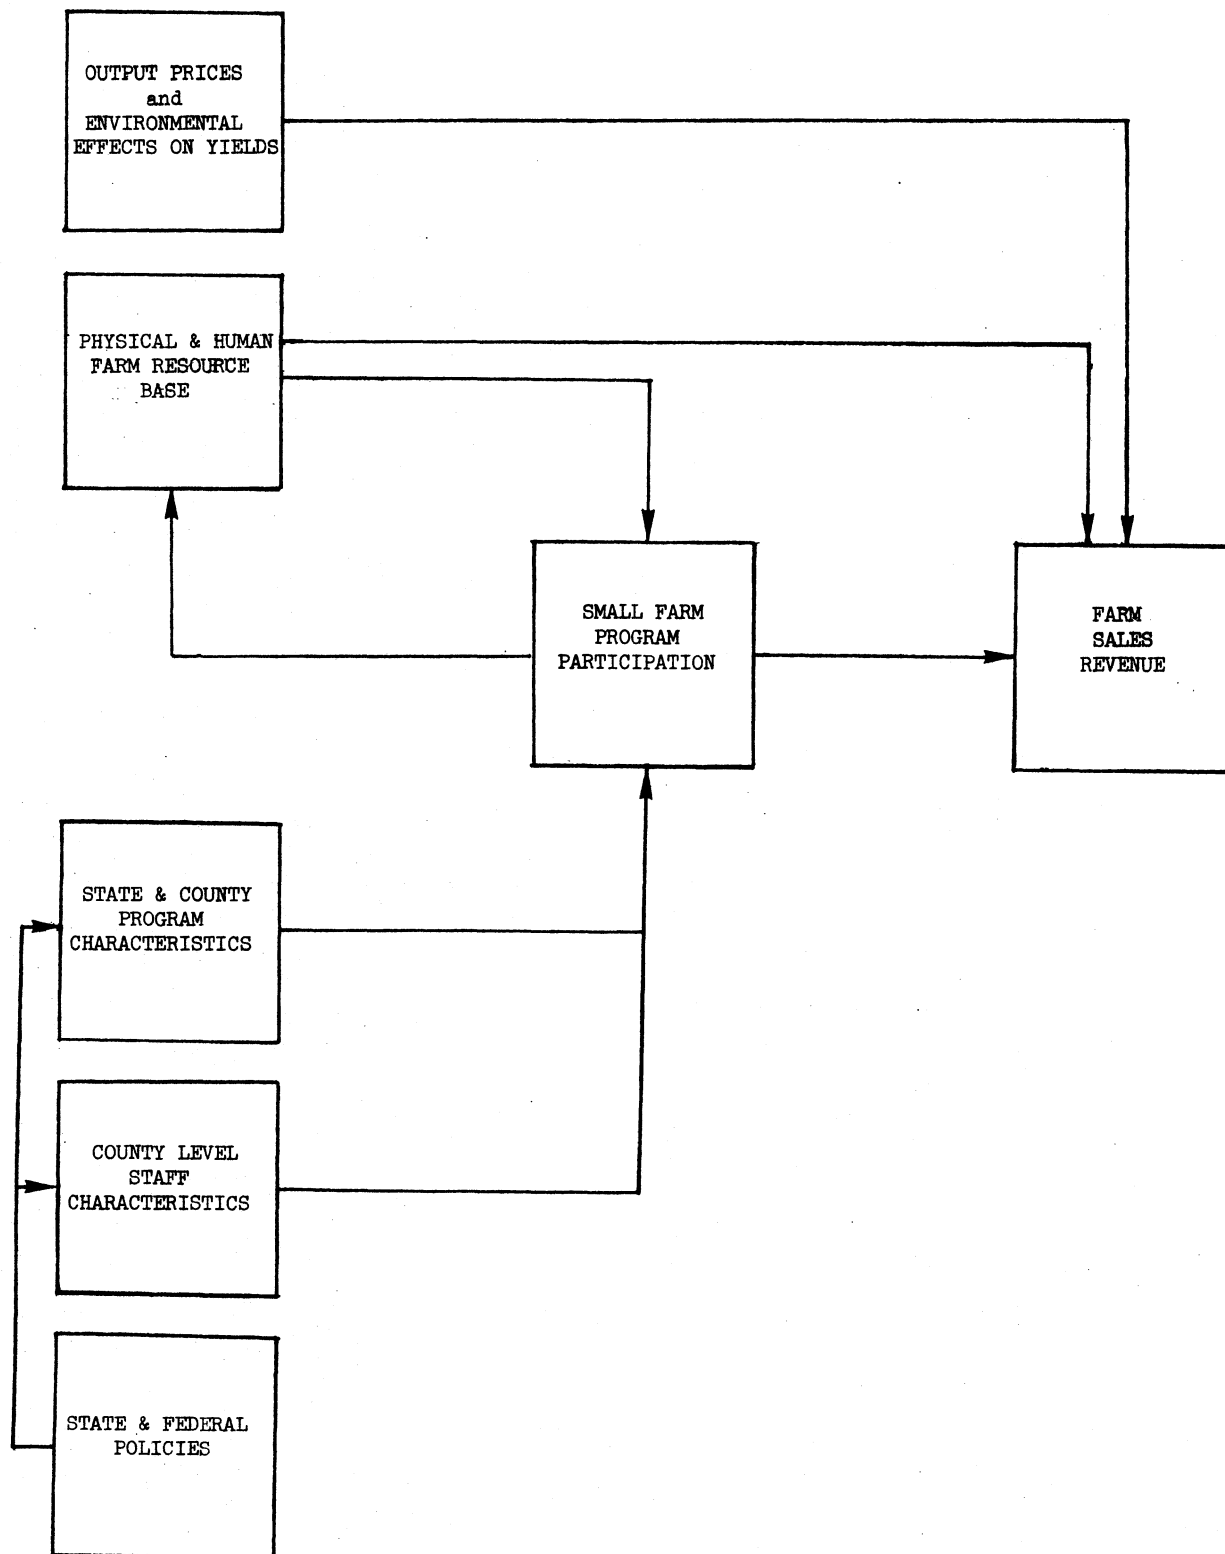 OUTPUT PRICES
and
ENVIRONMENTAL
EFFECTS ON YIELDS
PHYSICAL & HUMAN
FARM RESOURCE
BASE
SMALL FARM
PROGRAM
PARTICIPATION
FARM
SALES
REVENUE
STATE & COUNTY
PROGRAM
CHARACTERISTICS
COUNTY LEVEL
STAFF
CHARACTERISTICS
STATE & FEDERAL
POLICIES